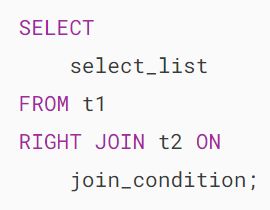 SELECT
    select_list
FROM t1
RIGHT JOIN t2 ON
    join_condition;